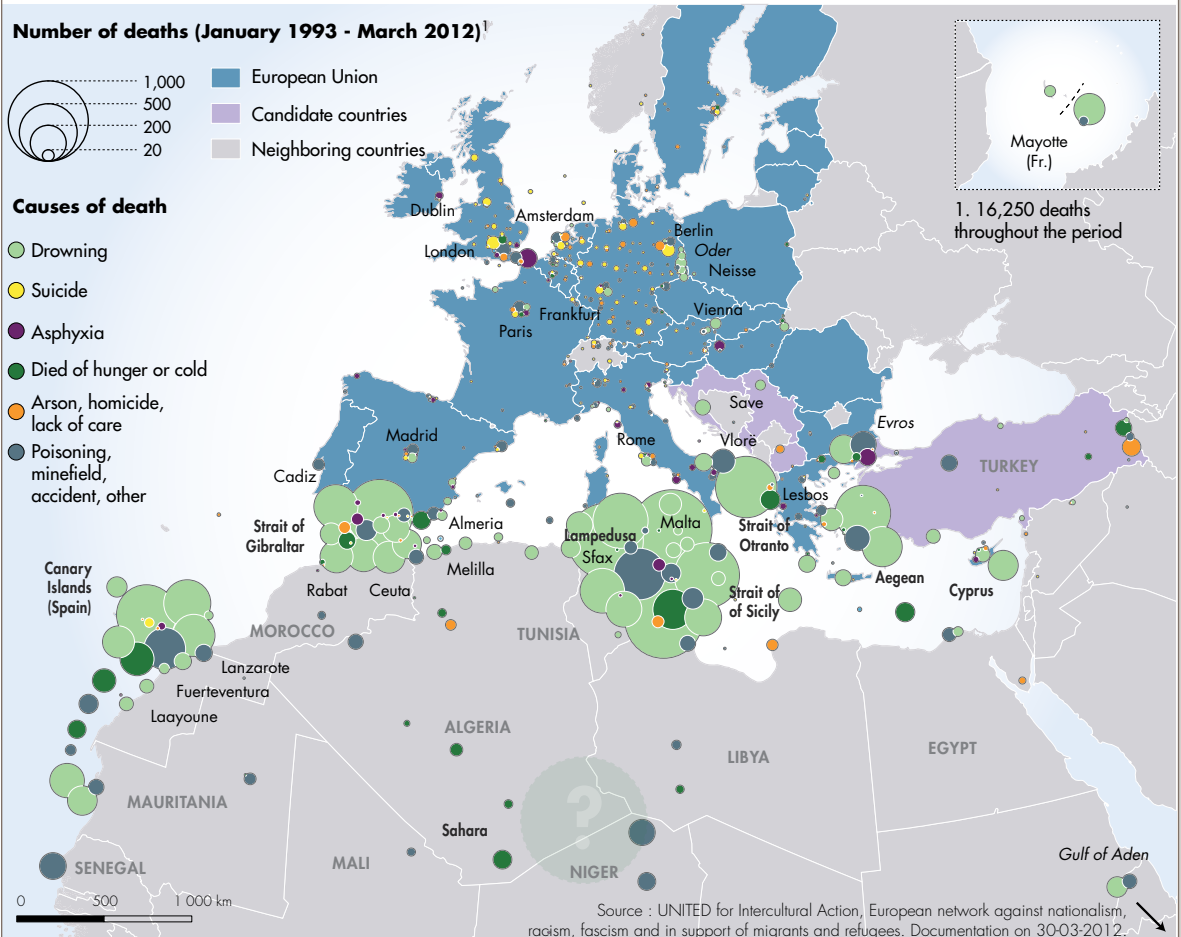 Number of deaths (January 1993 - March 2012)1
1,000
500
200
20
European Union
Candidate countries
Neighboring countries
Causes of death
Drowning
Suicide
Asphyxia
Died of hunger or cold
Arson, homicide,
lack of care
Poisoning,
minefield,
accident, other
Mayotte
(Fr.)
1. 16,250 deaths
throughout the period
Dublin
Amsterdam
London
Berlin
Oder
Neisse
Paris
Frankfurt
Vienna
Save
Madrid
Rome
Vlorë
Evros
TURKEY
Cadiz
Lesbos
Strait of
Gibraltar
Almeria
Lampedusa
Malta
Sfax
Strait of
Otranto
Melilla
Canary
Islands
(Spain)
Rabat
Ceuta
Aegean
Cyprus
Strait of
of Sicily
MOROCCO
TUNISIA
Lanzarote
Fuerteventura
Laayoune
ALGERIA
LIBYA
EGYPT
MAURITANIA
?
Sahara
SENEGAL
MALI
NIGER
Gulf of Aden
0 500 1 000 km
Source : UNITED for Intercultural Action, European network against nationalism,
racism, fascism and in support of migrants and refugees. Documentation on 30-03-2012.